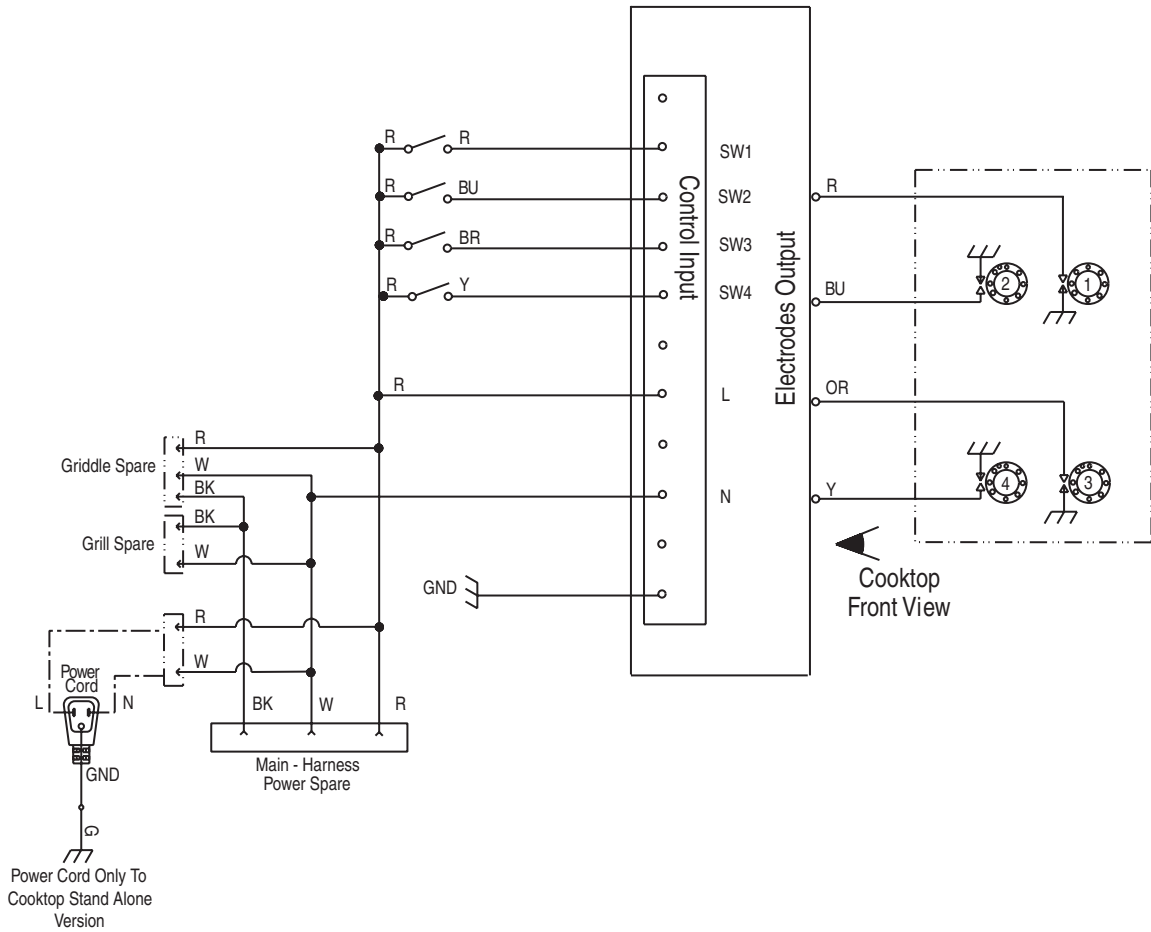 R
R
SW1
R
BU
SW2
R
BR
SW3
R
Y
SW4
R
L
N
Control Input
Electrodes Output
R
BU
OR
Y
2
1
4
3
Cooktop
Front View
GND
Griddle Spare
R
W
BK
Grill Spare
BK
W
R
W
Power
Cord
L
N
GND
G
Power Cord Only To
Cooktop Stand Alone
Version
BK
W
R
Main - Harness
Power Spare